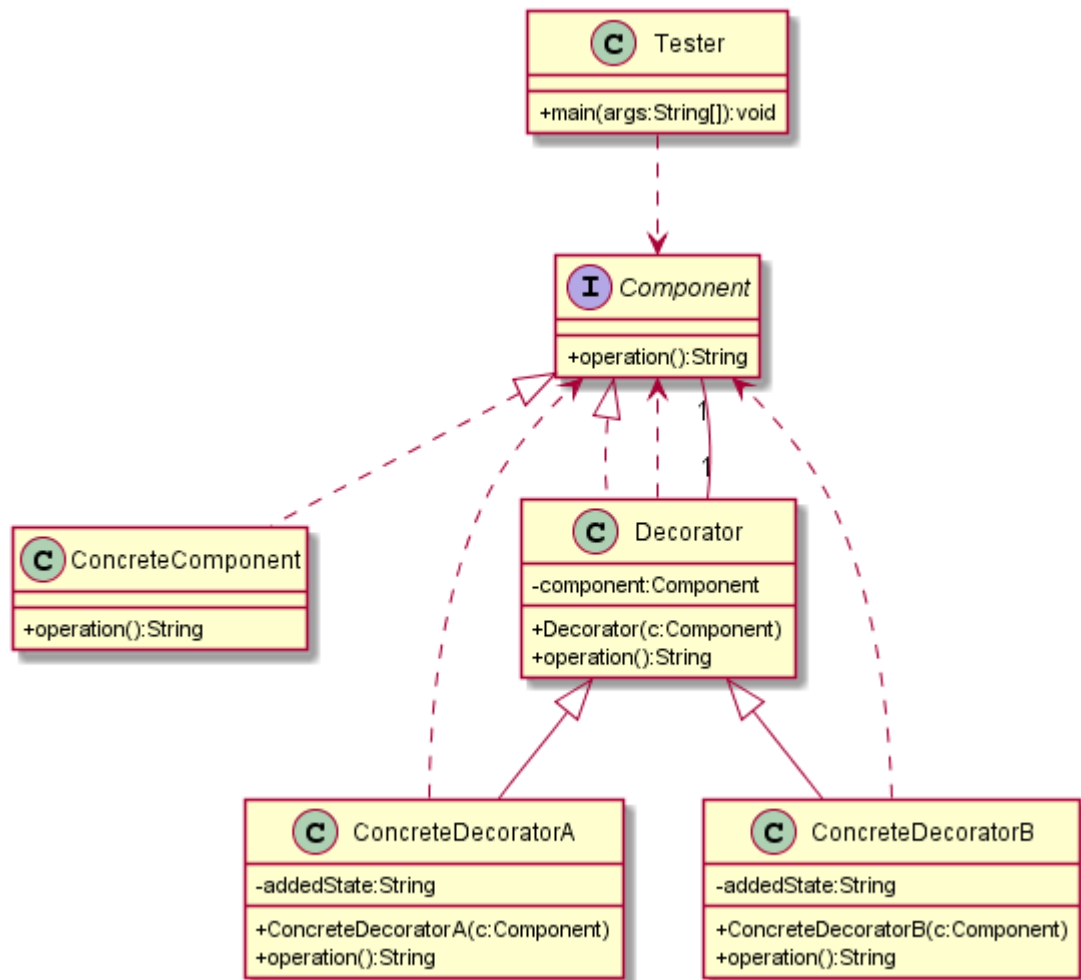 C Tester
+main(args:String[]):void
I Component
+operation():String
1
1
C ConcreteComponent
+operation():String
C Decorator
-component:Component
+Decorator(c:Component)
+operation():String
C ConcreteDecoratorA
-addedState:String
+ConcreteDecoratorA(c:Component)
+operation():String
C ConcreteDecoratorB
-addedState:String
+ConcreteDecoratorB(c:Component)
+operation():String